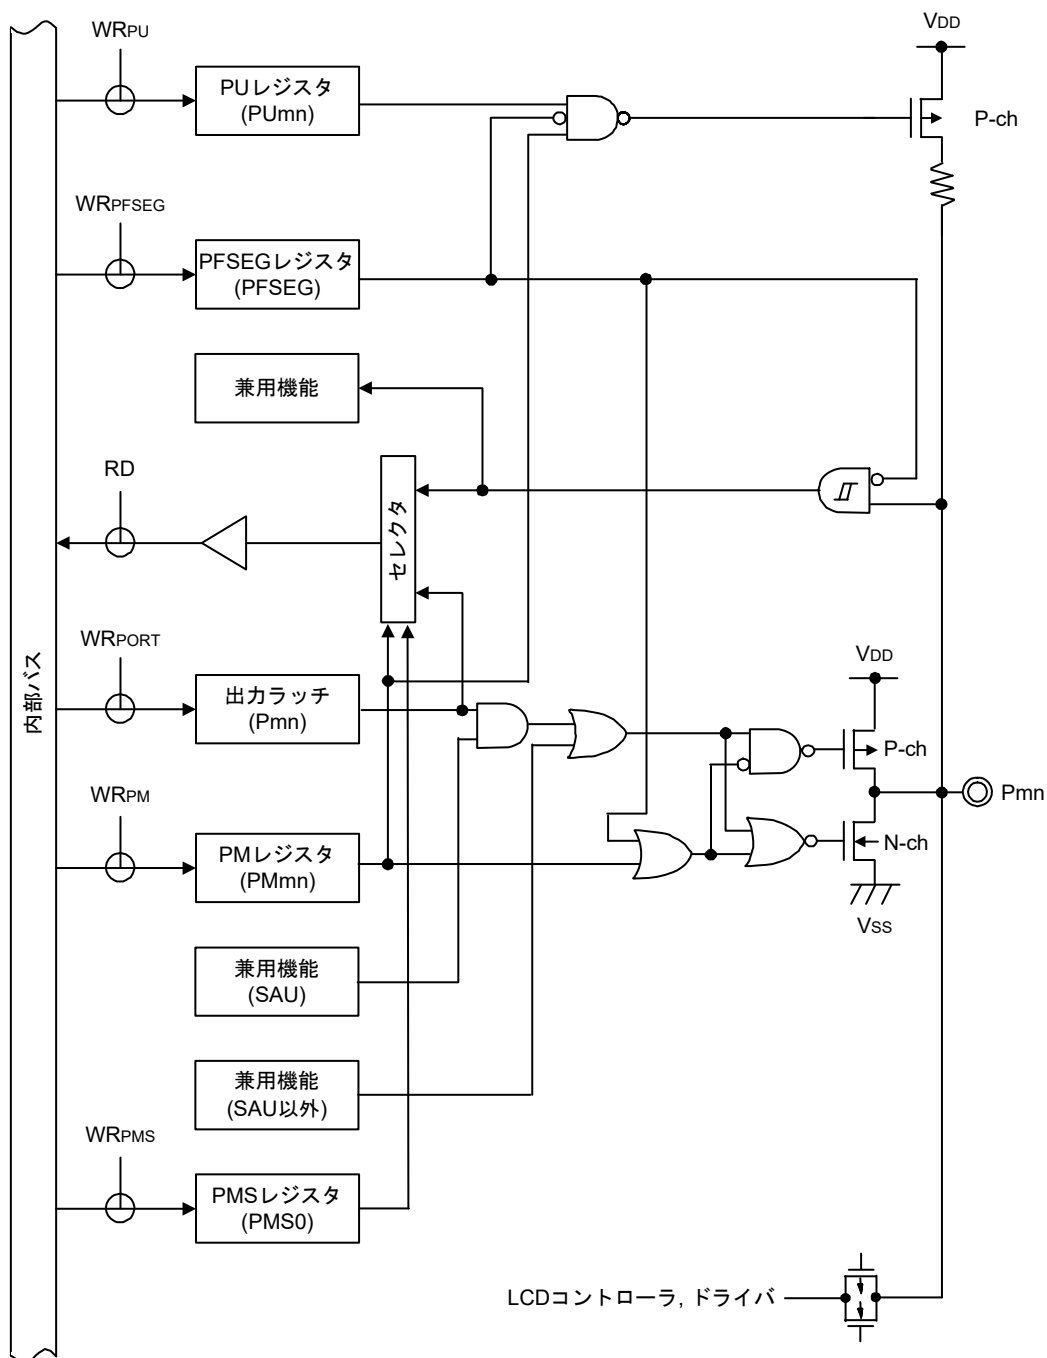 WRPU
VDD
PUレジスタ
(PUmn)
P-ch
WRPFSEG
PFSEGレジスタ
(PFSEG)
兼用機能
RD
セレクタ
内部バス
WRPORT
出力ラッチ
(Pmn)
VDD
P-ch
Pmn
WRPM
PMレジスタ
(PMmn)
N-ch
VSS
兼用機能
(SAU)
兼用機能
(SAU以外)
WRPMS
PMSレジスタ
(PMS0)
LCDコントローラ, ドライバ